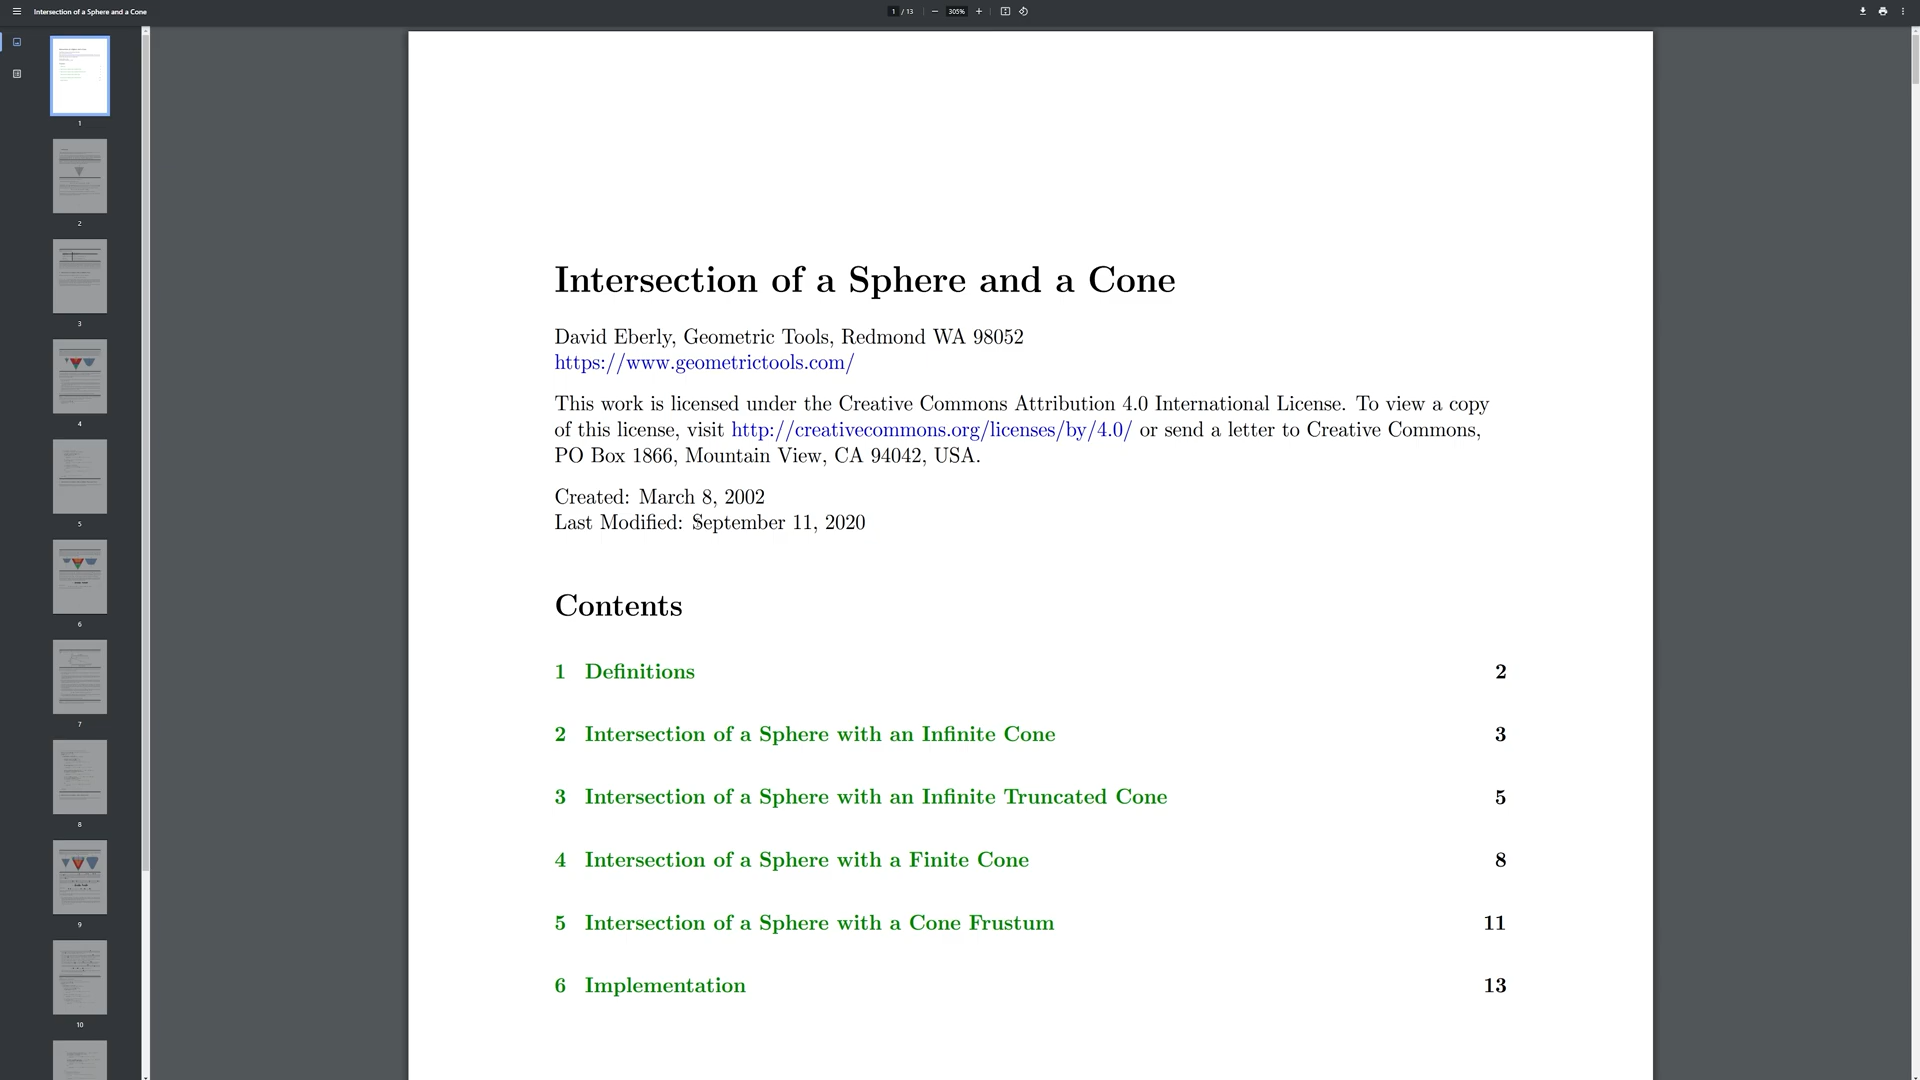 Intersection of a Sphere and a Cone
1 / 13
305%
1
2
3
4
5
6
7
8
9
10
Intersection of a Sphere and a Cone
David Eberly, Geometric Tools, Redmond WA 98052
https://www.geometrictools.com/
This work is licensed under the Creative Commons Attribution 4.0 International License. To view a copy
of this license, visit http://creativecommons.org/licenses/by/4.0/ or send a letter to Creative Commons,
PO Box 1866, Mountain View, CA 94042, USA.
Created: March 8, 2002
Last Modified: September 11, 2020
Contents
1 Definitions 2
2 Intersection of a Sphere with an Infinite Cone 3
3 Intersection of a Sphere with an Infinite Truncated Cone 5
4 Intersection of a Sphere with a Finite Cone 8
5 Intersection of a Sphere with a Cone Frustum 11
6 Implementation 13